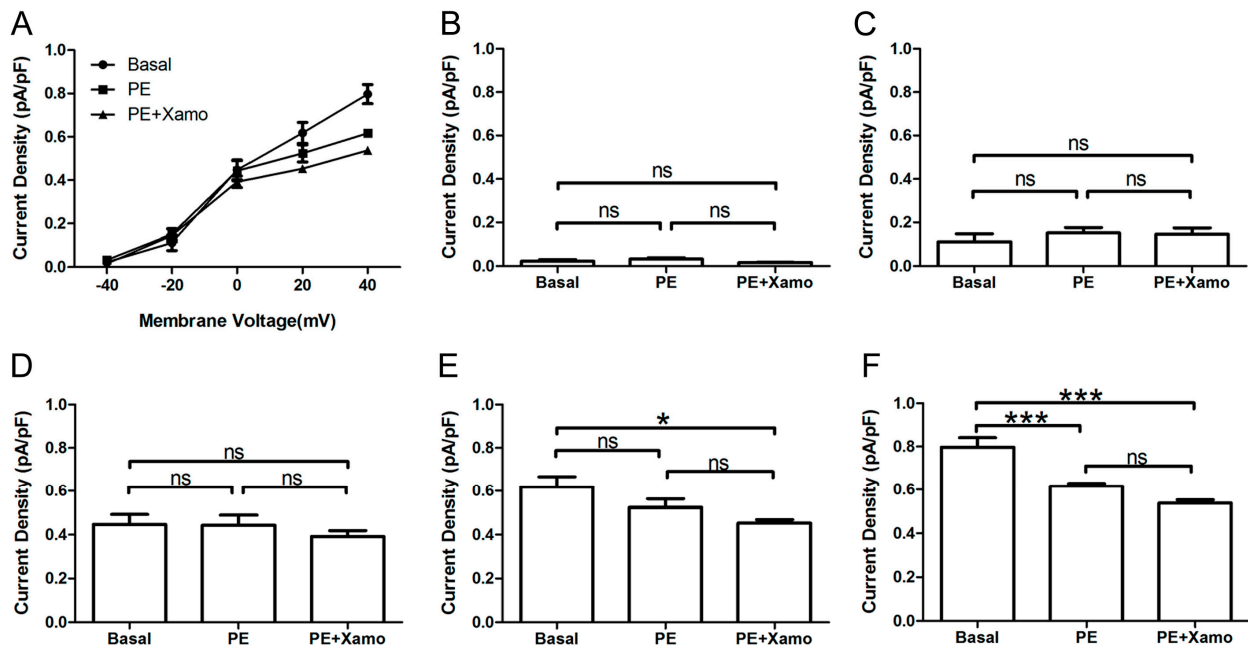 A
Current Density (pA/pF)
1.0
0.8
0.6
0.4
0.2
0.0
Basal
PE
PE+Xamo
-40
-20
0
20
40
Membrane Voltage(mV)
B
Current Density (pA/pF)
1.0
0.8
0.6
0.4
0.2
0.0
ns
ns
ns
Basal
PE
PE+Xamo
C
Current Density (pA/pF)
1.0
0.8
0.6
0.4
0.2
0.0
ns
ns
ns
Basal
PE
PE+Xamo
D
Current Density (pA/pF)
1.0
0.8
0.6
0.4
0.2
0.0
ns
ns
ns
Basal
PE
PE+Xamo
E
Current Density (pA/pF)
1.0
0.8
0.6
0.4
0.2
0.0
*
ns
ns
Basal
PE
PE+Xamo
F
Current Density (pA/pF)
1.0
0.8
0.6
0.4
0.2
0.0
***
***
ns
Basal
PE
PE+Xamo